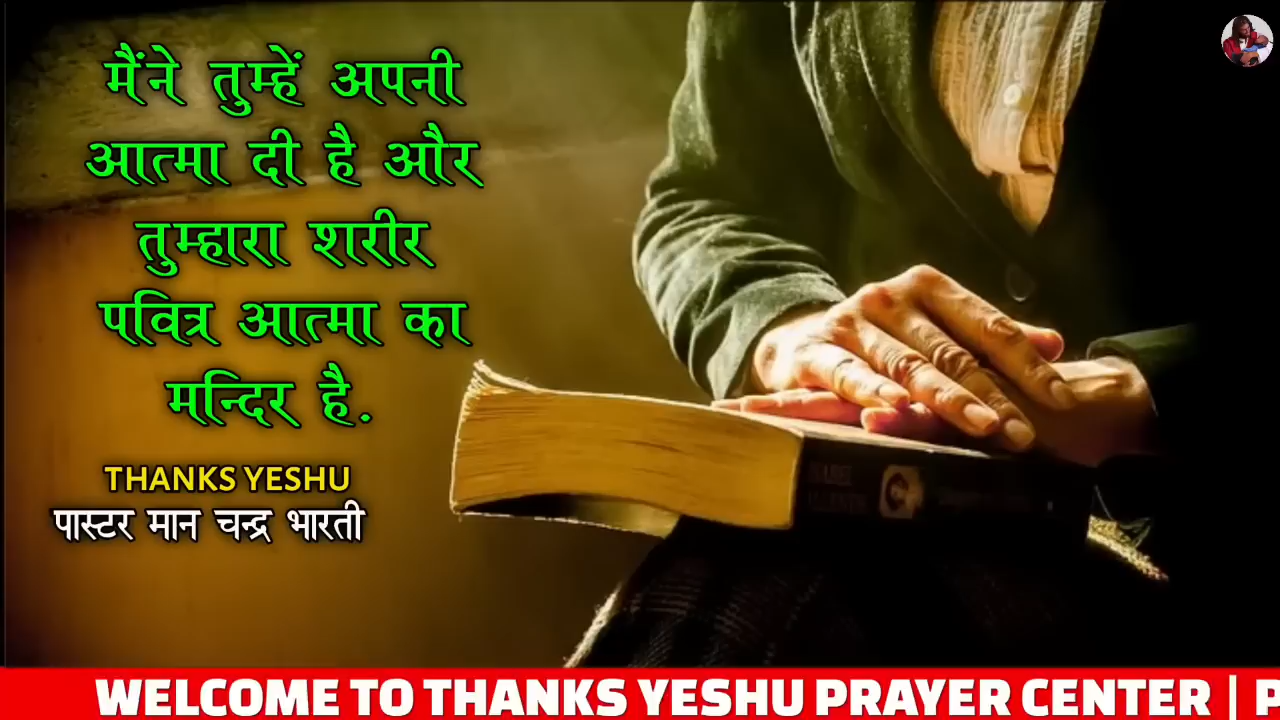 मैंने तुम्हें अपनी
आत्मा दी है और
तुम्हारा शरीर
पवित्र आत्मा का
मन्दिर है.
THANKS YESHU
पास्टर मान चन्द्र भारती
WELCOME TO THANKS YESHU PRAYER CENTER | P